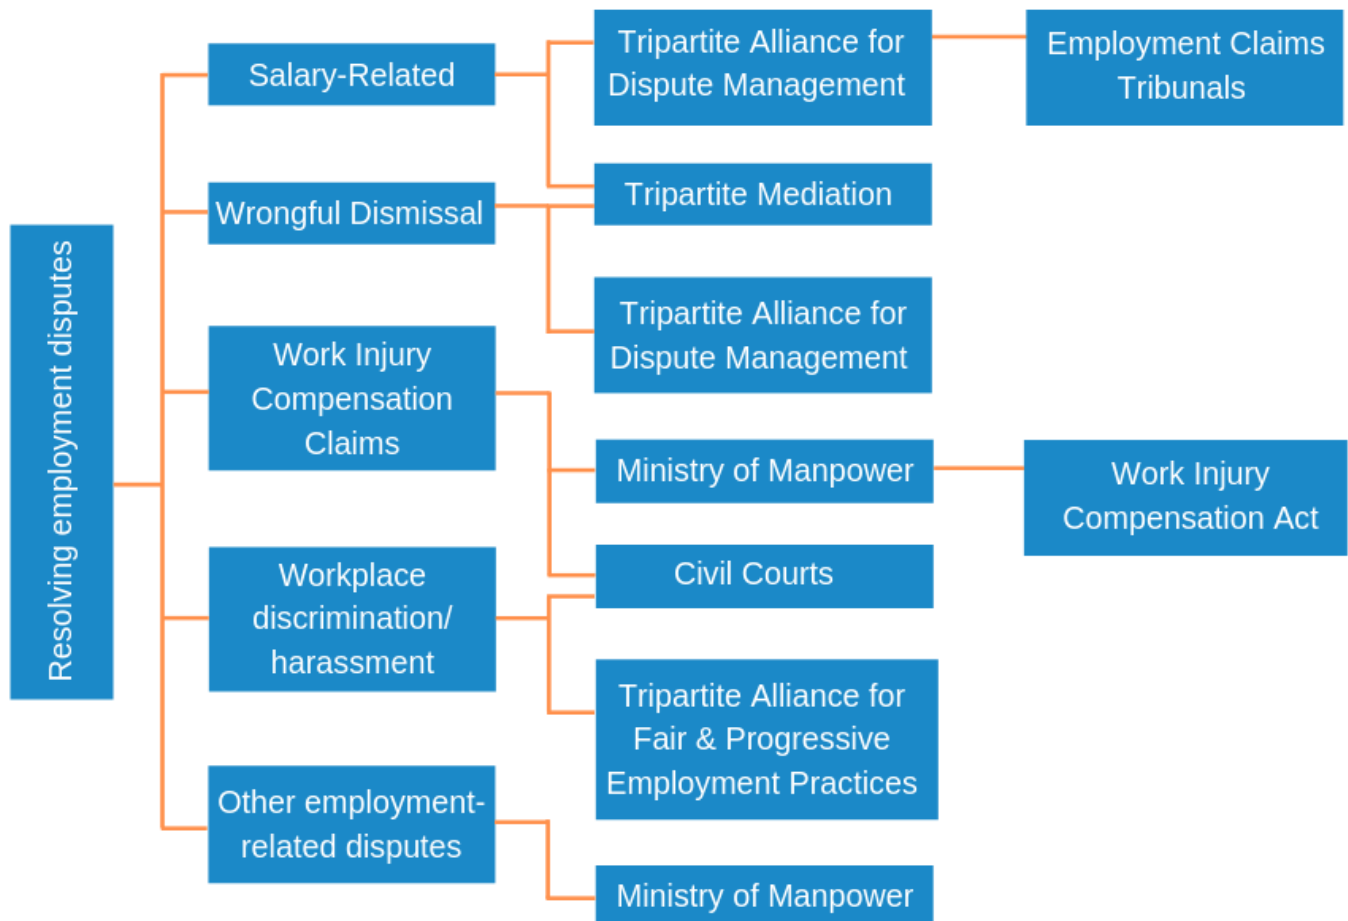 Resolving employment disputes
Salary-Related
Wrongful Dismissal
Work Injury
Compensation
Claims
Workplace
discrimination/
harassment
Other employment-
related disputes
Tripartite Alliance for
Dispute Management
Tripartite Mediation
Tripartite Alliance for
Dispute Management
Ministry of Manpower
Civil Courts
Tripartite Alliance for
Fair & Progressive
Employment Practices
Ministry of Manpower
Employment Claims
Tribunals
Work Injury
Compensation Act